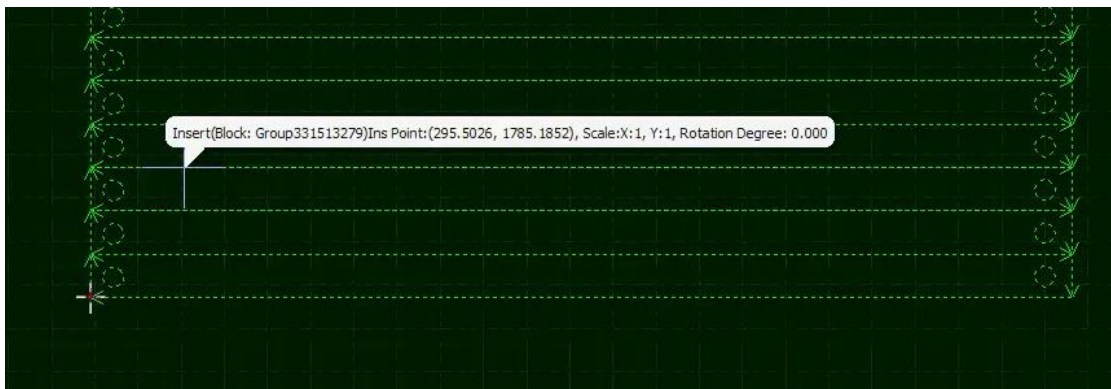 Insert(Block: Group331513279)Ins Point:(295.5026, 1785.1852), Scale:X:1, Y:1, Rotation Degree: 0.000